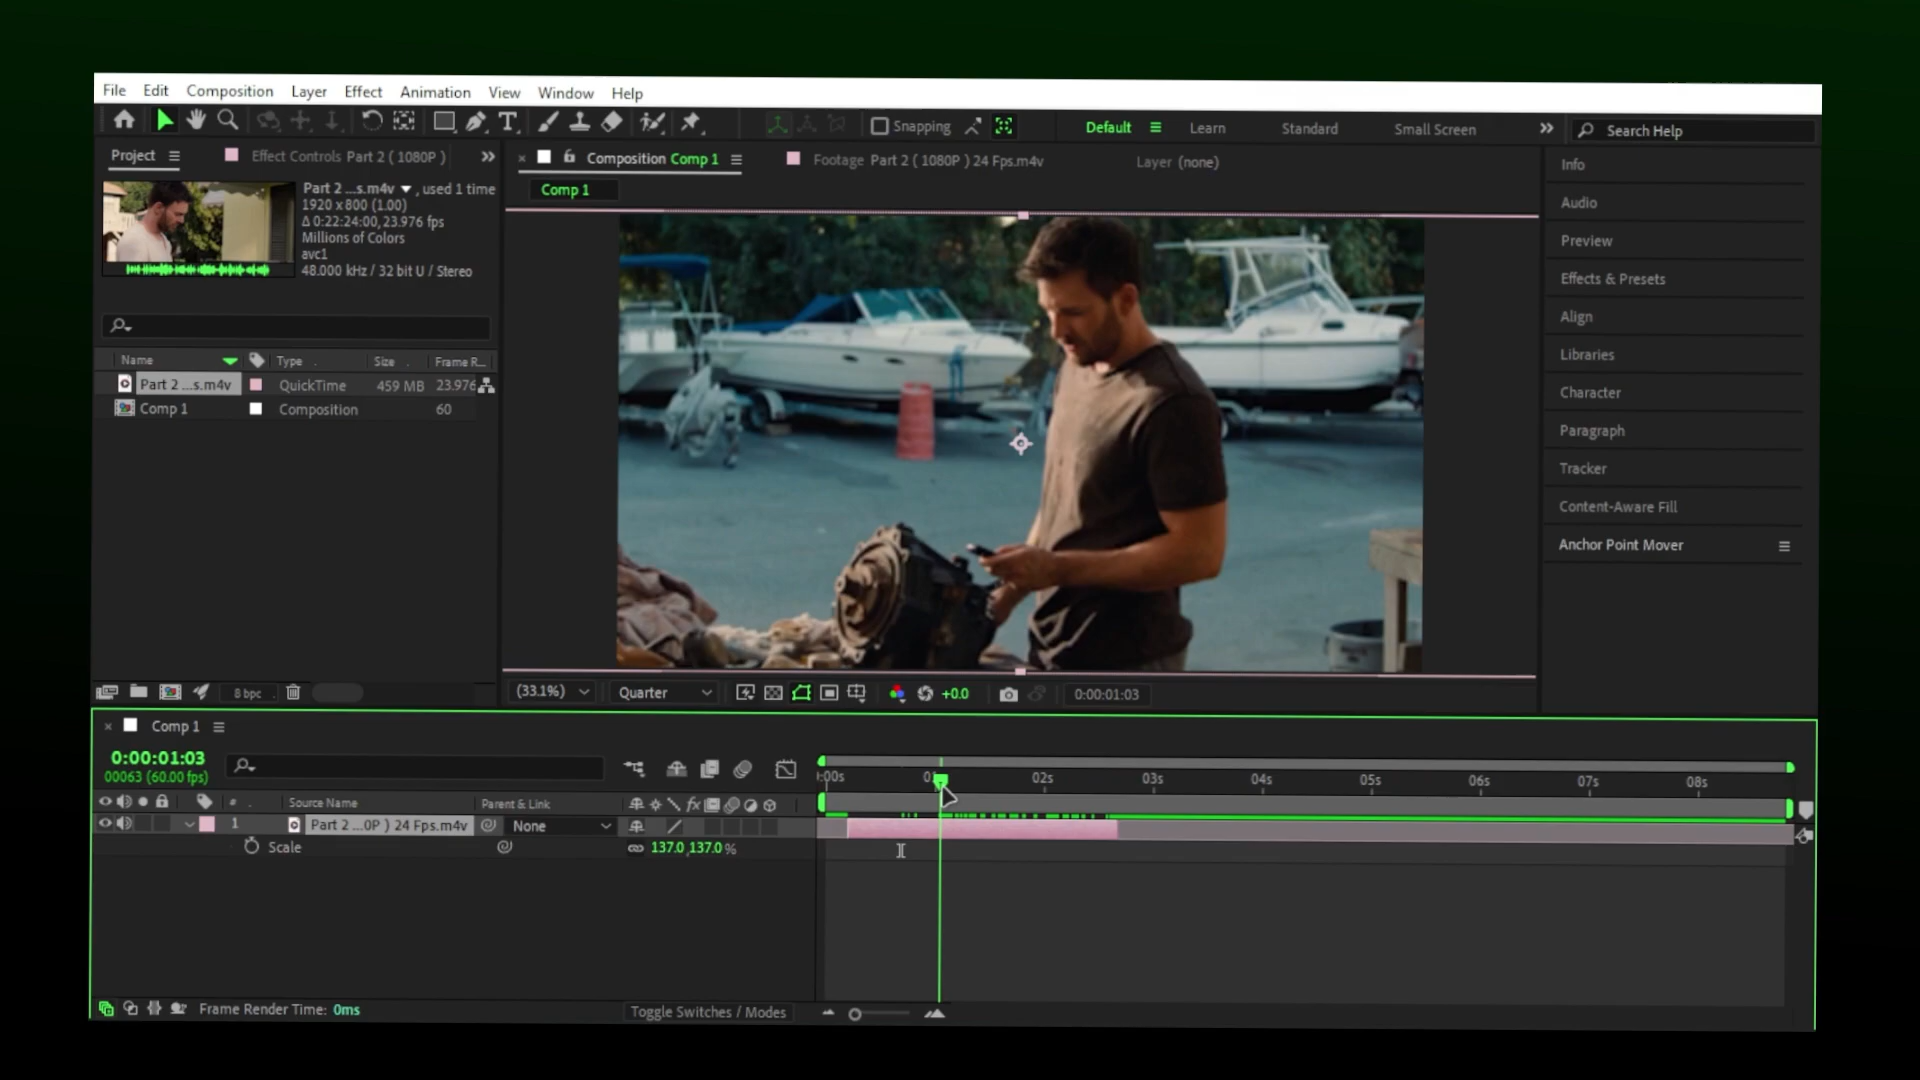 File Edit Composition Layer Effect Animation View Window Help
Snapping Default Learn Standard Small Screen Search Help
Project Effect Controls Part 2 ( 1080P )
Composition Comp 1 Footage Part 2 ( 1080P ) 24 Fps.m4v Layer (none)
Comp 1
Part 2 ...s.m4v , used 1 time
1920 x 800 (1.00)
Δ 0:22:24:00, 23.976 fps
Millions of Colors
avc1
48.000 kHz / 32 bit U / Stereo
Name Type Size Frame R...
Part 2 ...s.m4v QuickTime 459 MB 23.976
Comp 1 Composition 60
Info
Audio
Preview
Effects & Presets
Align
Libraries
Character
Paragraph
Tracker
Content-Aware Fill
Anchor Point Mover
8 bpc
(33.1%) Quarter +0.0 0:00:01:03
Comp 1
0:00:01:03
00063 (60.00 fps)
:00s 01 02s 03s 04s 05s 06s 07s 08s
# Source Name Parent & Link fx
1 Part 2 ...0P ) 24 Fps.m4v None
Scale 137.0,137.0 %
Frame Render Time: 0ms Toggle Switches / Modes